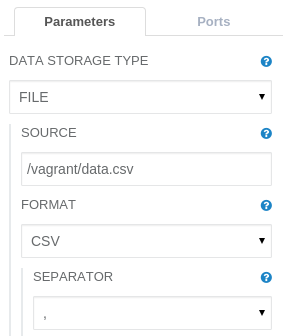 Parameters Ports
DATA STORAGE TYPE ?
FILE
SOURCE ?
/vagrant/data.csv
FORMAT ?
CSV
SEPARATOR ?
,